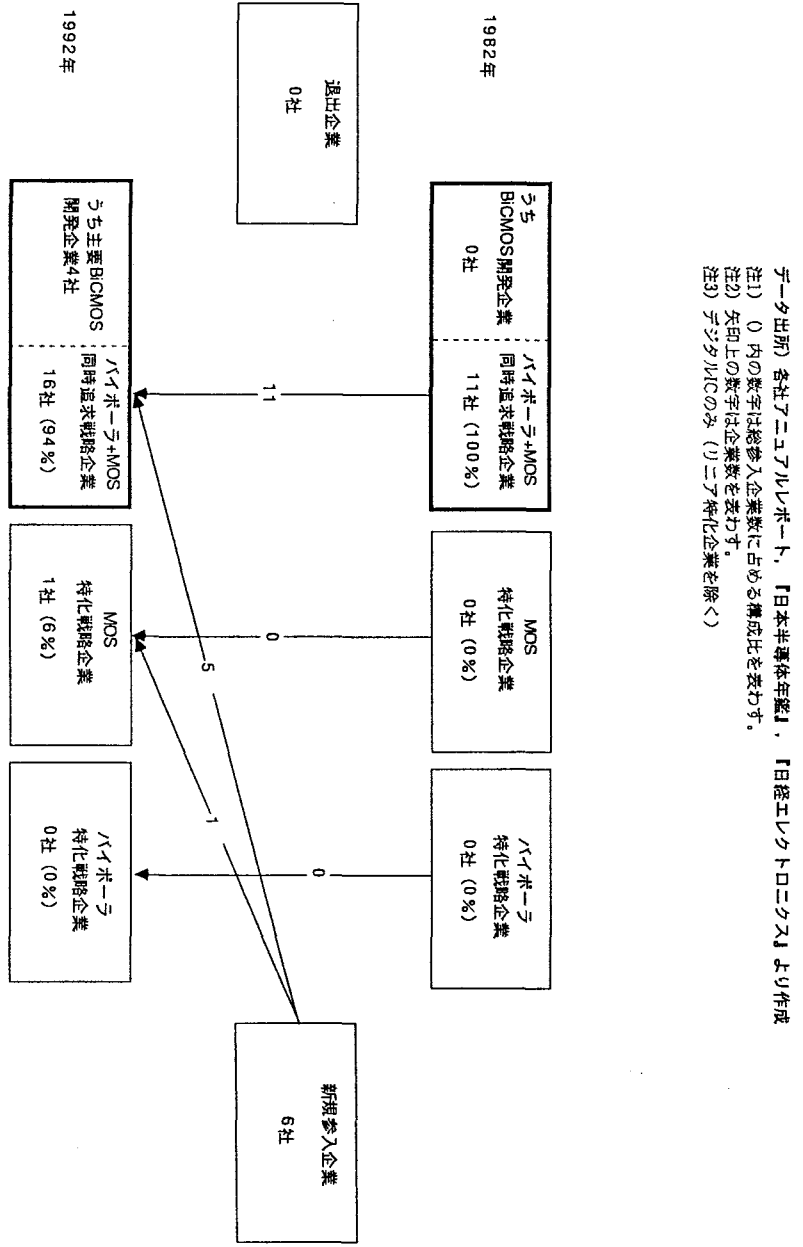 1982年
うち
BiCMOS開発企業
0社
バイポーラ+MOS
同時追求戦略企業
11社 (100%)
MOS
特化戦略企業
0社 (0%)
バイポーラ
特化戦略企業
0社 (0%)
退出企業
0社
11
0
0
5
1
新規参入企業
6社
1992年
うち主要BiCMOS
開発企業4社
バイポーラ+MOS
同時追求戦略企業
16社 (94%)
MOS
特化戦略企業
1社 (6%)
バイポーラ
特化戦略企業
0社 (0%)
データ出所) 各社アニュアルレポート, 『日本半導体年鑑』, 『日経エレクトロニクス』より作成
注1) () 内の数字は総参入企業数に占める構成比を表わす。
注2) 矢印上の数字は企業数を表わす。
注3) デジタルICのみ (リニア特化企業を除く)